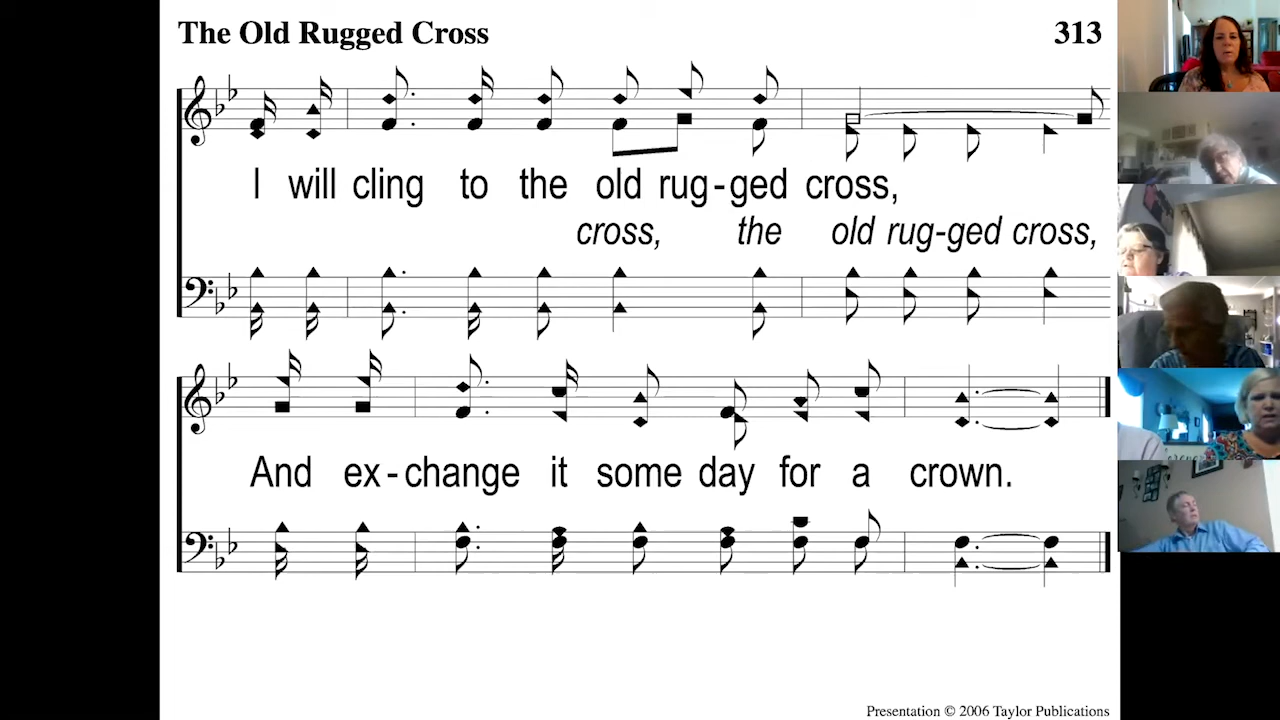 The Old Rugged Cross 313
I will cling to the old rug-ged cross,
cross, the old rug-ged cross,
And ex-change it some day for a crown.
Presentation © 2006 Taylor Publications